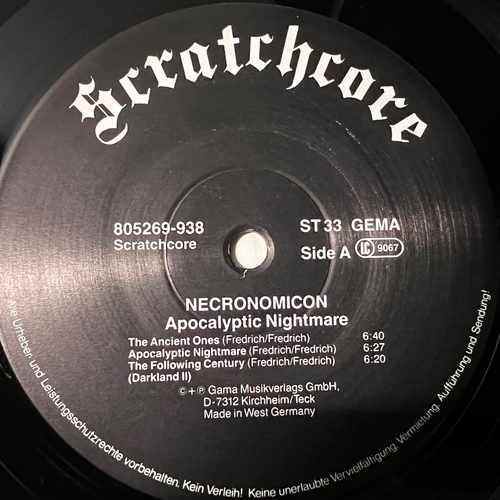 Scratchcore
805269-938
Scratchcore
ST 33 GEMA
Side A LC 9067
NECRONOMICON
Apocalyptic Nightmare
The Ancient Ones (Fredrich/Fredrich) 6:40
Apocalyptic Nightmare (Fredrich/Fredrich) 6:27
The Following Century (Fredrich/Fredrich) 6:20
(Darkland II)
©+℗ Gama Musikverlags GmbH,
D-7312 Kirchheim/Teck
Made in West Germany
Urheber- und Leistungsschutzrechte vorbehalten. Kein Verleih! Keine unerlaubte Vervielfältigung, Vermietung, Aufführung und Sendung!